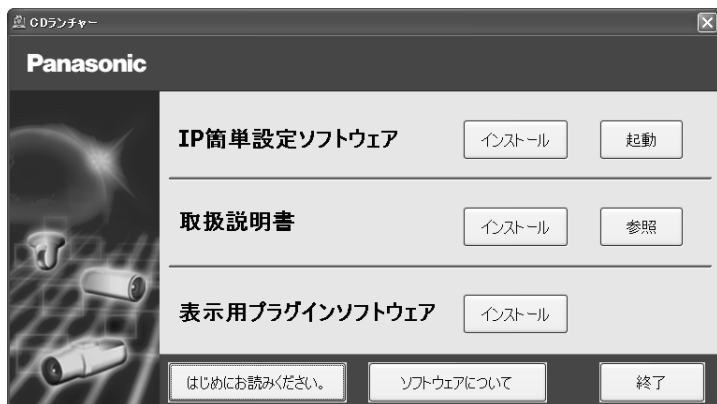 CDランチャー
Panasonic
IP簡単設定ソフトウェア インストール 起動
取扱説明書 インストール 参照
表示用プラグインソフトウェア インストール
はじめにお読みください。 ソフトウェアについて 終了